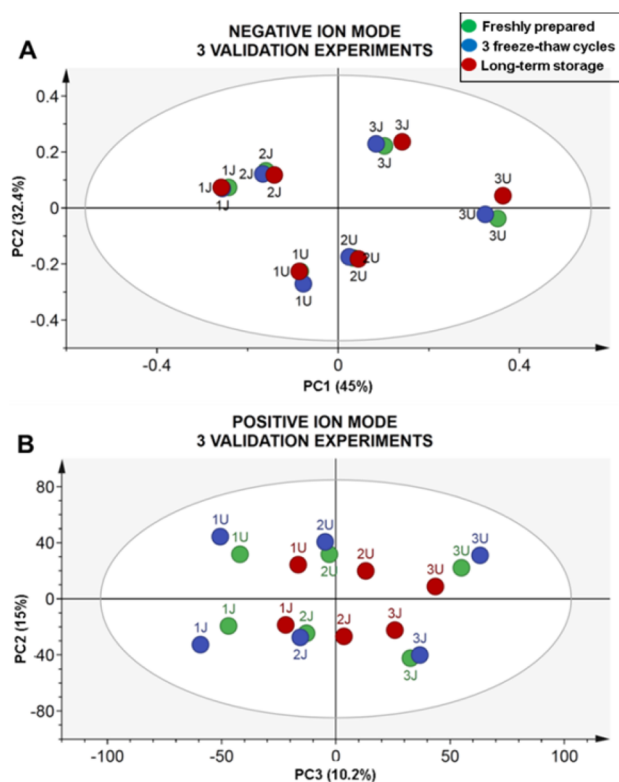 NEGATIVE ION MODE
3 VALIDATION EXPERIMENTS
Freshly prepared
3 freeze-thaw cycles
Long-term storage
A
0.4
0.2
0
-0.2
-0.4
PC2 (32.4%)
3J
3J
3J
1J
2J
1J
2J
2J
1J
3U
3U
3U
1U
1U
1U
2U
2U
2U
-0.4
0
0.4
PC1 (45%)
B
POSITIVE ION MODE
3 VALIDATION EXPERIMENTS
80
40
0
-40
-80
PC2 (15%)
1U
1U
1U
2U
2U
2U
3U
3U
3U
1J
1J
1J
2J
2J
2J
3J
3J
3J
-100
-50
0
50
100
PC3 (10.2%)